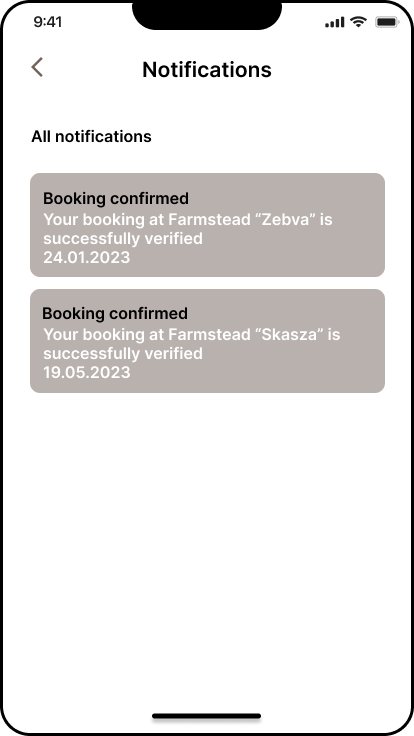 9:41
Notifications
All notifications
Booking confirmed
Your booking at Farmstead “Zebva” is
successfully verified
24.01.2023
Booking confirmed
Your booking at Farmstead “Skasza” is
successfully verified
19.05.2023